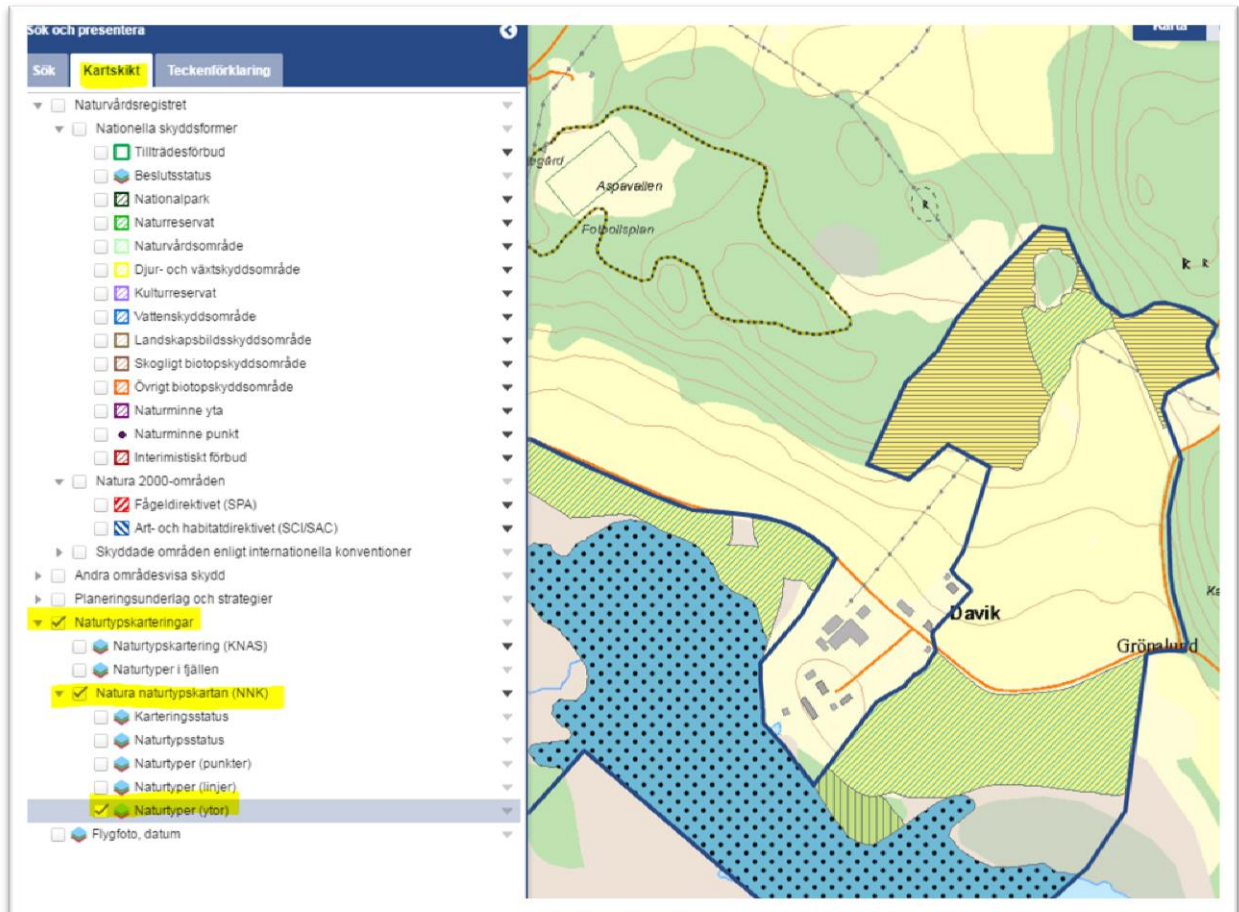 Sök och presentera
Sök
Kartskikt
Teckenförklaring
Naturvårdsregistret
Nationella skyddsformer
Tillträdesförbud
Beslutsstatus
Nationalpark
Naturreservat
Naturvårdsområde
Djur- och växtskyddsområde
Kulturreservat
Vattenskyddsområde
Landskapsbildsskyddsområde
Skogligt biotopskyddsområde
Övrigt biotopskyddsområde
Naturminne yta
Naturminne punkt
Interimistiskt förbud
Natura 2000-områden
Fågeldirektivet (SPA)
Art- och habitatdirektivet (SCI/SAC)
Skyddade områden enligt internationella konventioner
Andra områdesvisa skydd
Planeringsunderlag och strategier
Naturtypskarteringar
Naturtypskartering (KNAS)
Naturtyper i fjällen
Natura naturtypskartan (NNK)
Karteringsstatus
Naturtypsstatus
Naturtyper (punkter)
Naturtyper (linjer)
Naturtyper (ytor)
Flygfoto, datum
Karta
Aspavallen
Fotbollsplan
R
Davik
Grönalund